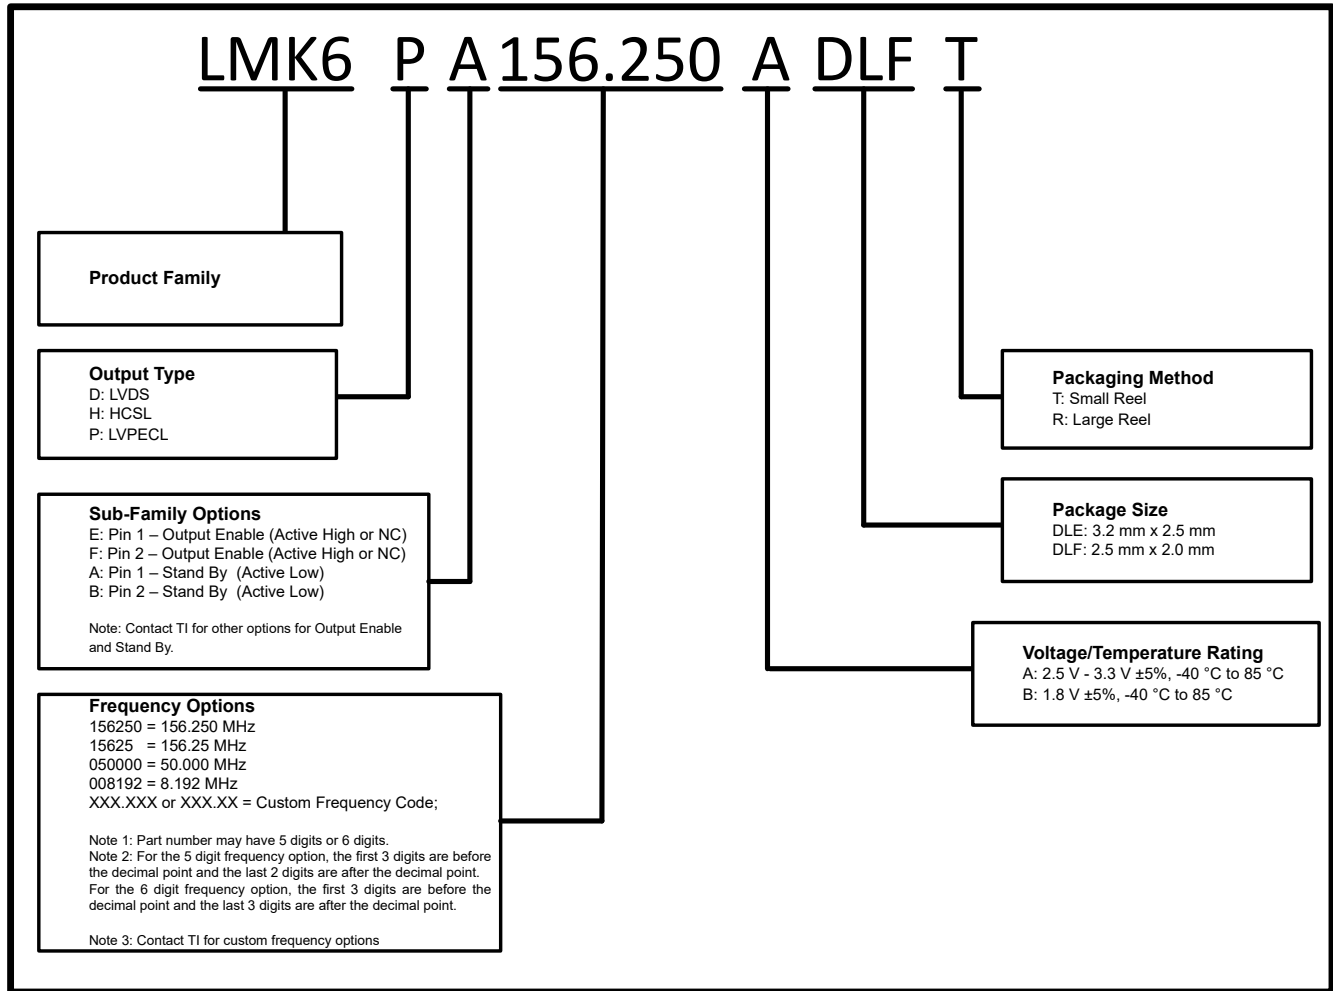 LMK6 P A 156.250 A DLF T
Product Family
Output Type
D: LVDS
H: HCSL
P: LVPECL
Sub-Family Options
E: Pin 1 – Output Enable (Active High or NC)
F: Pin 2 – Output Enable (Active High or NC)
A: Pin 1 – Stand By (Active Low)
B: Pin 2 – Stand By (Active Low)
Note: Contact TI for other options for Output Enable
and Stand By.
Frequency Options
156250 = 156.250 MHz
15625 = 156.25 MHz
050000 = 50.000 MHz
008192 = 8.192 MHz
XXX.XXX or XXX.XX = Custom Frequency Code;
Note 1: Part number may have 5 digits or 6 digits.
Note 2: For the 5 digit frequency option, the first 3 digits are before
the decimal point and the last 2 digits are after the decimal point.
For the 6 digit frequency option, the first 3 digits are before the
decimal point and the last 3 digits are after the decimal point.
Note 3: Contact TI for custom frequency options
Packaging Method
T: Small Reel
R: Large Reel
Package Size
DLE: 3.2 mm x 2.5 mm
DLF: 2.5 mm x 2.0 mm
Voltage/Temperature Rating
A: 2.5 V - 3.3 V ±5%, -40 °C to 85 °C
B: 1.8 V ±5%, -40 °C to 85 °C